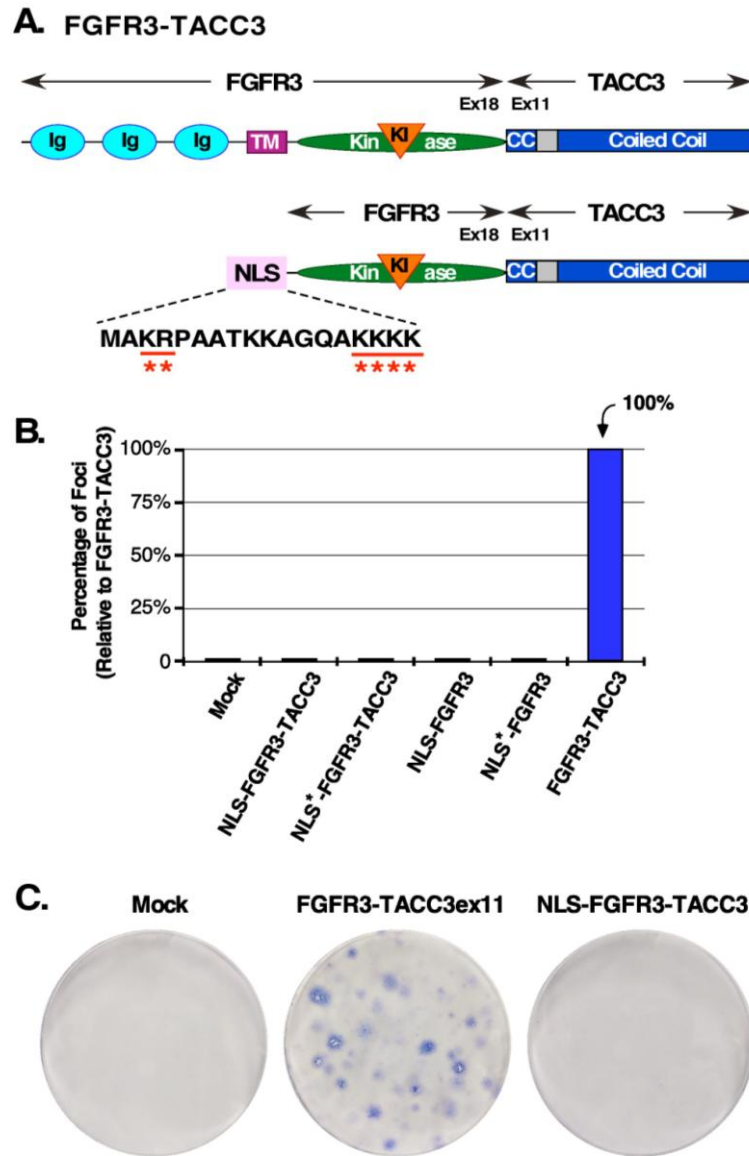 A. FGFR3-TACC3
FGFR3 TACC3
Ex18 Ex11
Ig Ig Ig TM Kin KI ase CC Coiled Coil
FGFR3 TACC3
Ex18 Ex11
NLS Kin KI ase CC Coiled Coil
MAKRPAATKKAGQAKKKK
** ****
B.
100%
Percentage of Foci
(Relative to FGFR3-TACC3)
100%
75%
50%
25%
0
Mock
NLS-FGFR3-TACC3
NLS*-FGFR3-TACC3
NLS-FGFR3
NLS*-FGFR3
FGFR3-TACC3
C.
Mock FGFR3-TACC3ex11 NLS-FGFR3-TACC3